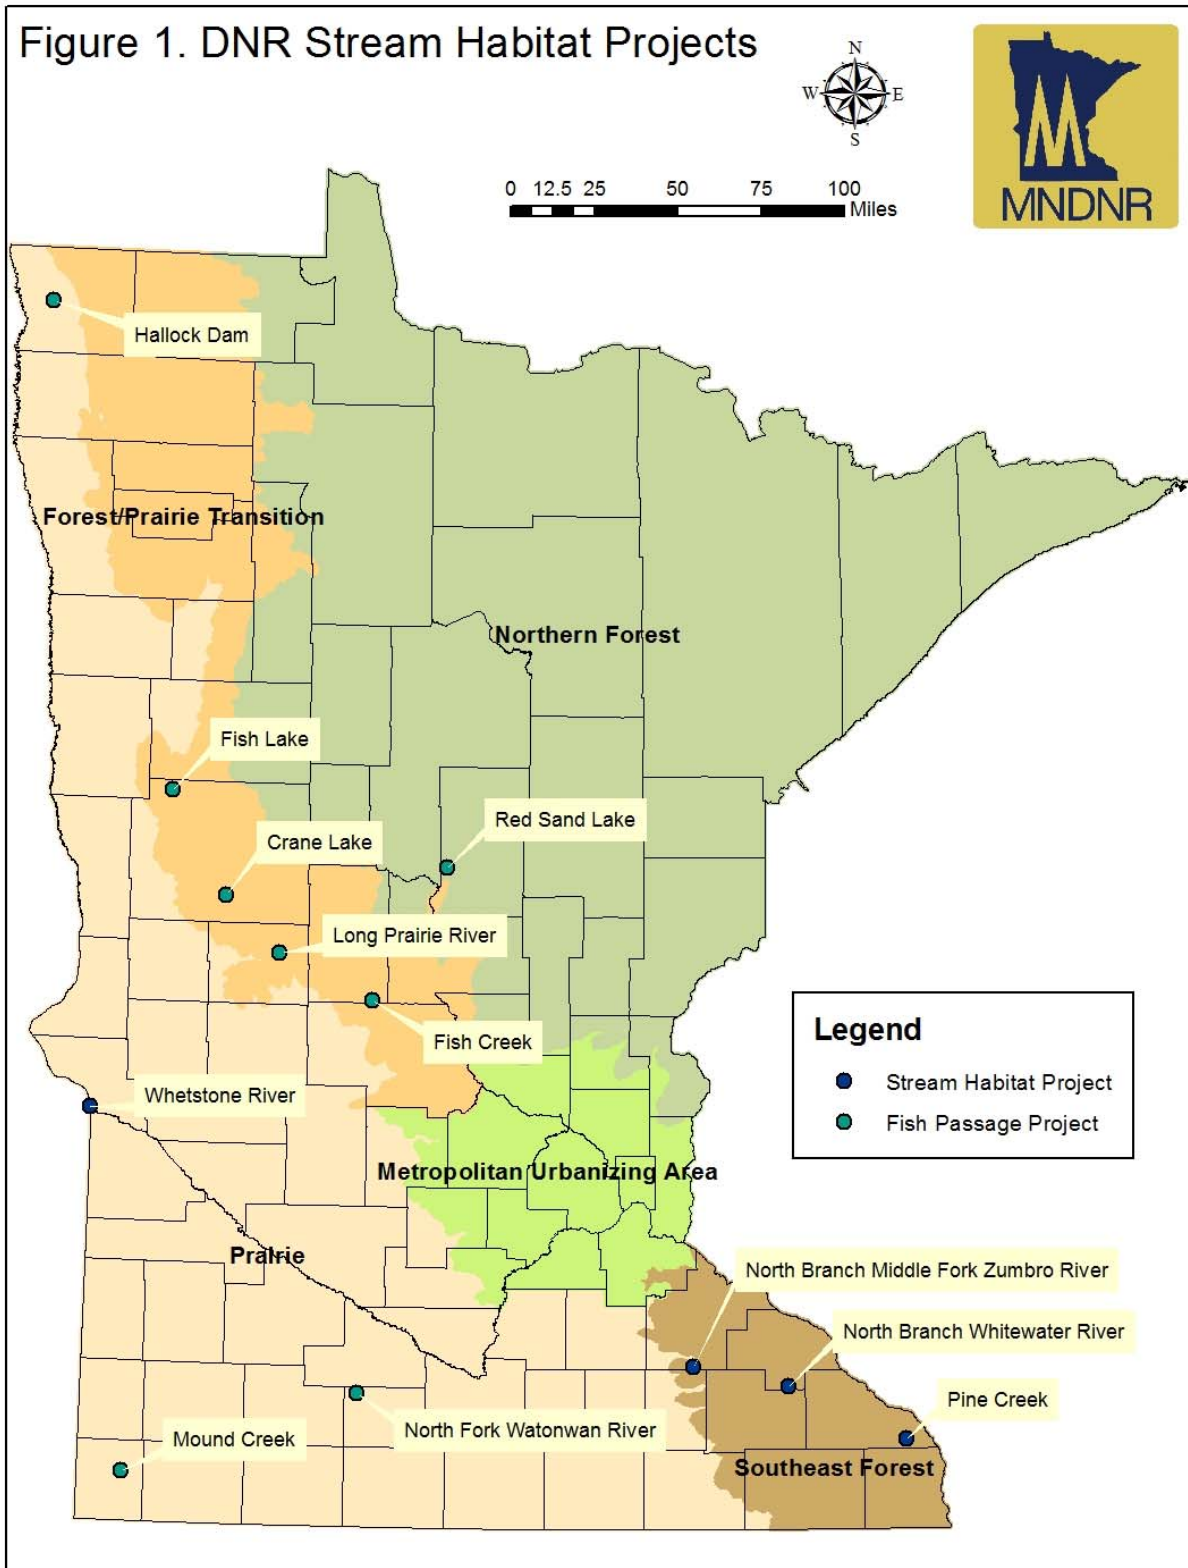 Figure 1. DNR Stream Habitat Projects
N
W E
S
0 12.5 25 50 75 100
Miles
M
MNDNR
Hallock Dam
Forest/Prairie Transition
Northern Forest
Fish Lake
Red Sand Lake
Crane Lake
Long Prairie River
Fish Creek
Whetstone River
Legend
Stream Habitat Project
Fish Passage Project
Metropolitan Urbanizing Area
Prairie
North Branch Middle Fork Zumbro River
North Branch Whitewater River
Pine Creek
North Fork Watonwan River
Mound Creek
Southeast Forest